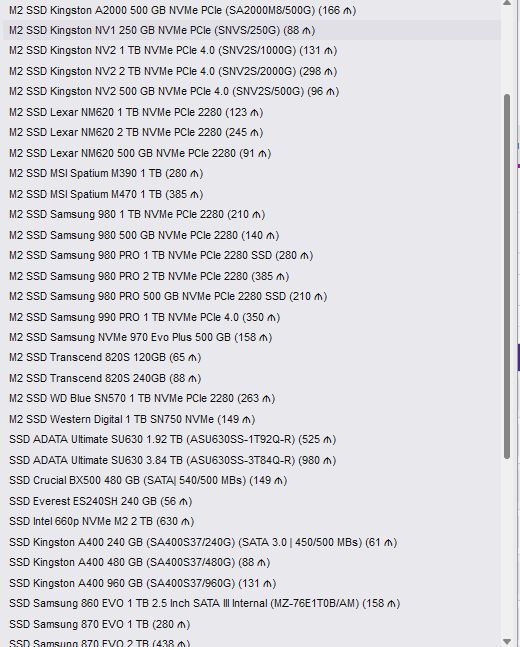 M2 SSD Kingston A2000 500 GB NVMe PCIe (SA2000M8/500G) (166 ₼)
M2 SSD Kingston NV1 250 GB NVMe PCIe (SNVS/250G) (88 ₼)
M2 SSD Kingston NV2 1 TB NVMe PCIe 4.0 (SNV2S/1000G) (131 ₼)
M2 SSD Kingston NV2 2 TB NVMe PCIe 4.0 (SNV2S/2000G) (298 ₼)
M2 SSD Kingston NV2 500 GB NVMe PCIe 4.0 (SNV2S/500G) (96 ₼)
M2 SSD Lexar NM620 1 TB NVMe PCIe 2280 (123 ₼)
M2 SSD Lexar NM620 2 TB NVMe PCIe 2280 (245 ₼)
M2 SSD Lexar NM620 500 GB NVMe PCIe 2280 (91 ₼)
M2 SSD MSI Spatium M390 1 TB (280 ₼)
M2 SSD MSI Spatium M470 1 TB (385 ₼)
M2 SSD Samsung 980 1 TB NVMe PCIe 2280 (210 ₼)
M2 SSD Samsung 980 500 GB NVMe PCIe 2280 (140 ₼)
M2 SSD Samsung 980 PRO 1 TB NVMe PCIe 2280 SSD (280 ₼)
M2 SSD Samsung 980 PRO 2 TB NVMe PCIe 2280 (385 ₼)
M2 SSD Samsung 980 PRO 500 GB NVMe PCIe 2280 SSD (210 ₼)
M2 SSD Samsung 990 PRO 1 TB NVMe PCIe 4.0 (350 ₼)
M2 SSD Samsung NVMe 970 Evo Plus 500 GB (158 ₼)
M2 SSD Transcend 820S 120GB (65 ₼)
M2 SSD Transcend 820S 240GB (88 ₼)
M2 SSD WD Blue SN570 1 TB NVMe PCIe 2280 (263 ₼)
M2 SSD Western Digital 1 TB SN750 NVMe (149 ₼)
SSD ADATA Ultimate SU630 1.92 TB (ASU630SS-1T92Q-R) (525 ₼)
SSD ADATA Ultimate SU630 3.84 TB (ASU630SS-3T84Q-R) (980 ₼)
SSD Crucial BX500 480 GB (SATA| 540/500 MBs) (149 ₼)
SSD Everest ES240SH 240 GB (56 ₼)
SSD Intel 660p NVMe M2 2 TB (630 ₼)
SSD Kingston A400 240 GB (SA400S37/240G) (SATA 3.0 | 450/500 MBs) (61 ₼)
SSD Kingston A400 480 GB (SA400S37/480G) (88 ₼)
SSD Kingston A400 960 GB (SA400S37/960G) (131 ₼)
SSD Samsung 860 EVO 1 TB 2.5 Inch SATA III Internal (MZ-76E1T0B/AM) (158 ₼)
SSD Samsung 870 EVO 1 TB (280 ₼)
SSD Samsung 870 EVO 2 TB (438 ₼)